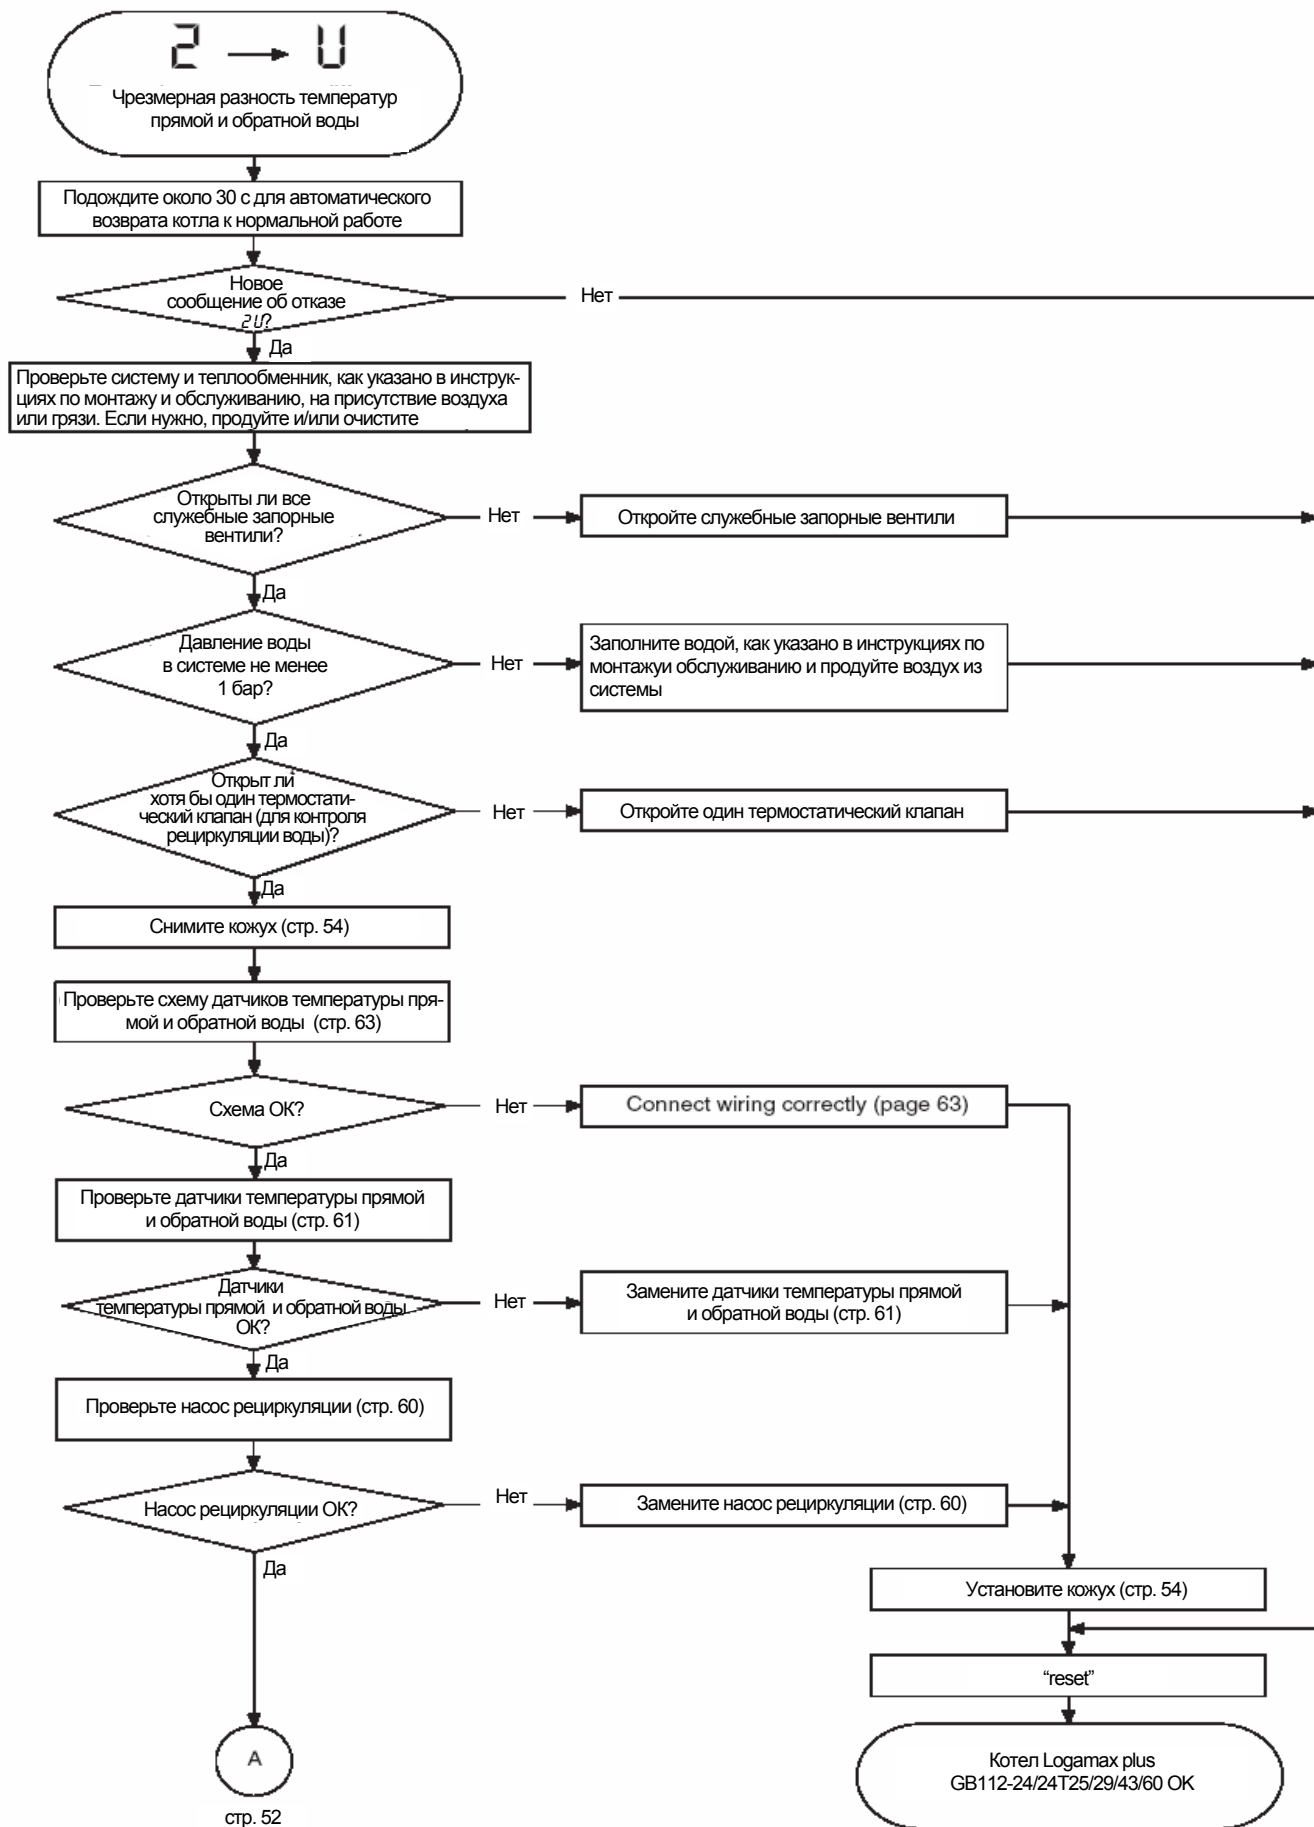 2 → U
Чрезмерная разность температур
прямой и обратной воды
Подождите около 30 с для автоматического
возврата котла к нормальной работе
Новое
сообщение об отказе
2U?
Нет
Да
Проверьте систему и теплообменник, как указано в инструк-
циях по монтажу и обслуживанию, на присутствие воздуха
или грязи. Если нужно, продуйте и/или очистите
Открыты ли все
служебные запорные
вентили?
Нет
Откройте служебные запорные вентили
Да
Давление воды
в системе не менее
1 бар?
Нет
Заполните водой, как указано в инструкциях по
монтажуи обслуживанию и продуйте воздух из
системы
Да
Открыт ли
хотя бы один термостати-
ческий клапан (для контроля
рециркуляции воды)?
Нет
Откройте один термостатический клапан
Да
Снимите кожух (стр. 54)
Проверьте схему датчиков температуры пря-
мой и обратной воды (стр. 63)
Схема ОК?
Нет
Connect wiring correctly (page 63)
Да
Проверьте датчики температуры прямой
и обратной воды (стр. 61)
Датчики
температуры прямой и обратной воды
ОК?
Нет
Замените датчики температуры прямой
и обратной воды (стр. 61)
Да
Проверьте насос рециркуляции (стр. 60)
Насос рециркуляции ОК?
Нет
Замените насос рециркуляции (стр. 60)
Да
Установите кожух (стр. 54)
“reset”
A
стр. 52
Котел Logamax plus
GB112-24/24T25/29/43/60 OK